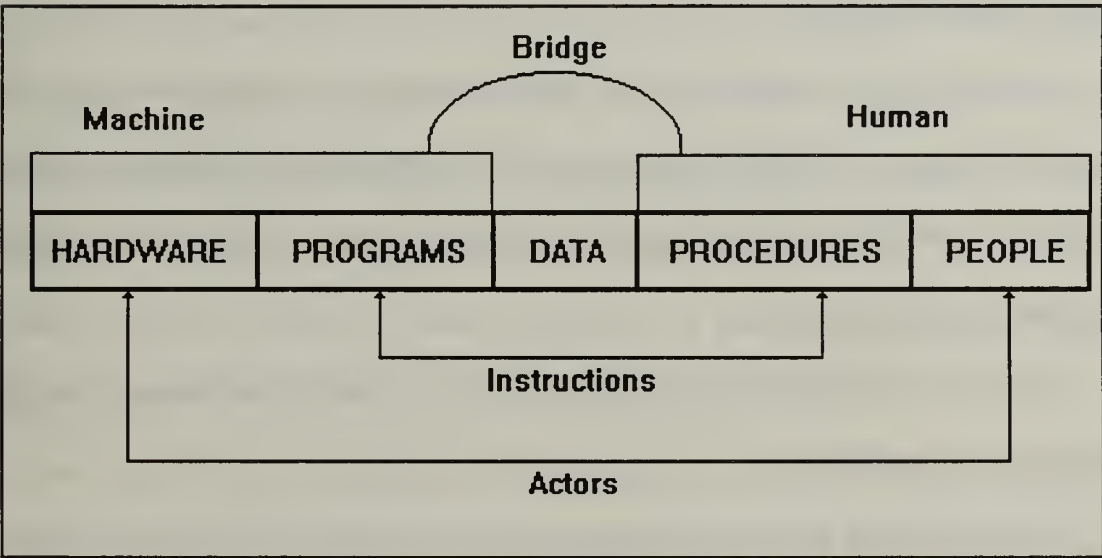 Bridge
Machine
Human
HARDWARE PROGRAMS DATA PROCEDURES PEOPLE
Instructions
Actors